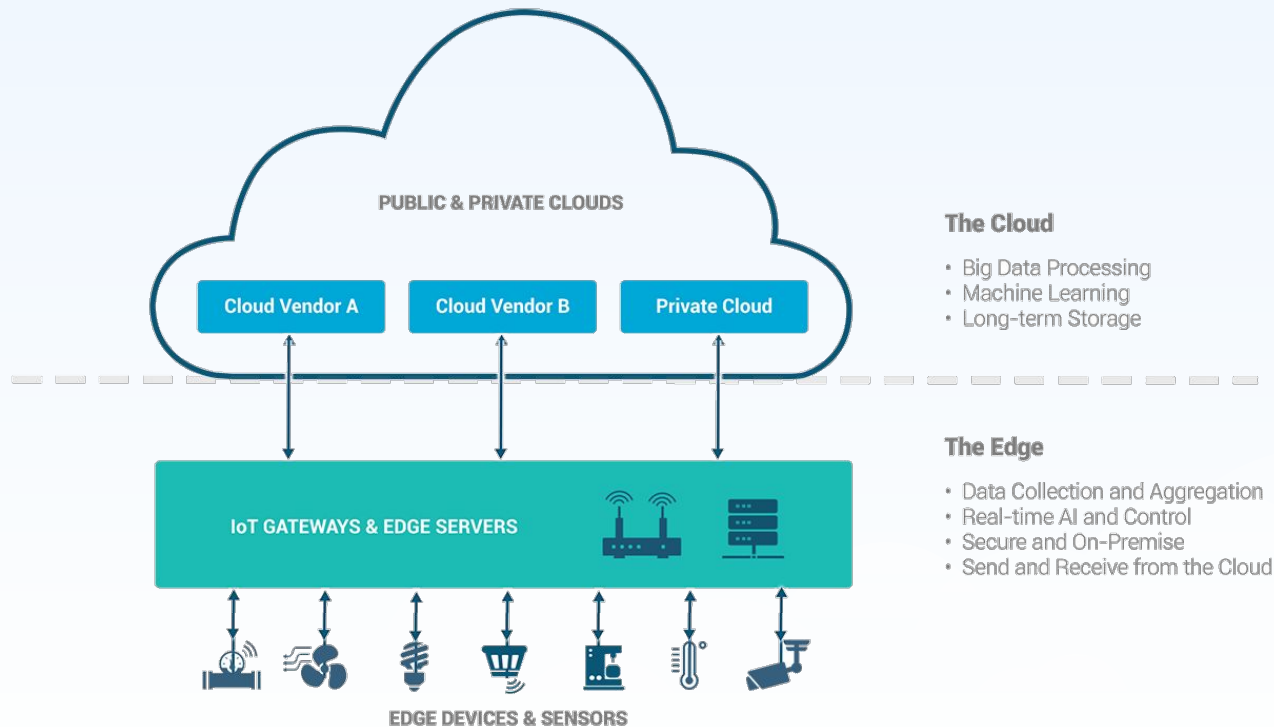 PUBLIC & PRIVATE CLOUDS
Cloud Vendor A
Cloud Vendor B
Private Cloud
The Cloud
• Big Data Processing
• Machine Learning
• Long-term Storage
IoT GATEWAYS & EDGE SERVERS
The Edge
• Data Collection and Aggregation
• Real-time AI and Control
• Secure and On-Premise
• Send and Receive from the Cloud
EDGE DEVICES & SENSORS